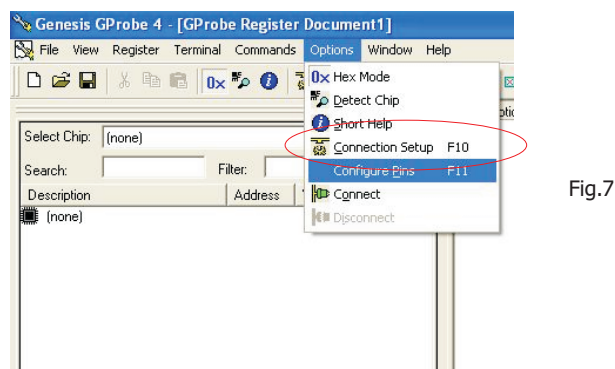 Genesis GProbe 4 - [GProbe Register Document1]
File View Register Terminal Commands Options Window Help
0x
0x Hex Mode
Detect Chip
Short Help
Connection Setup F10
Configure Pins F11
Connect
Disconnect
Select Chip: (none)
Search: Filter:
Description Address
(none)
Fig.7